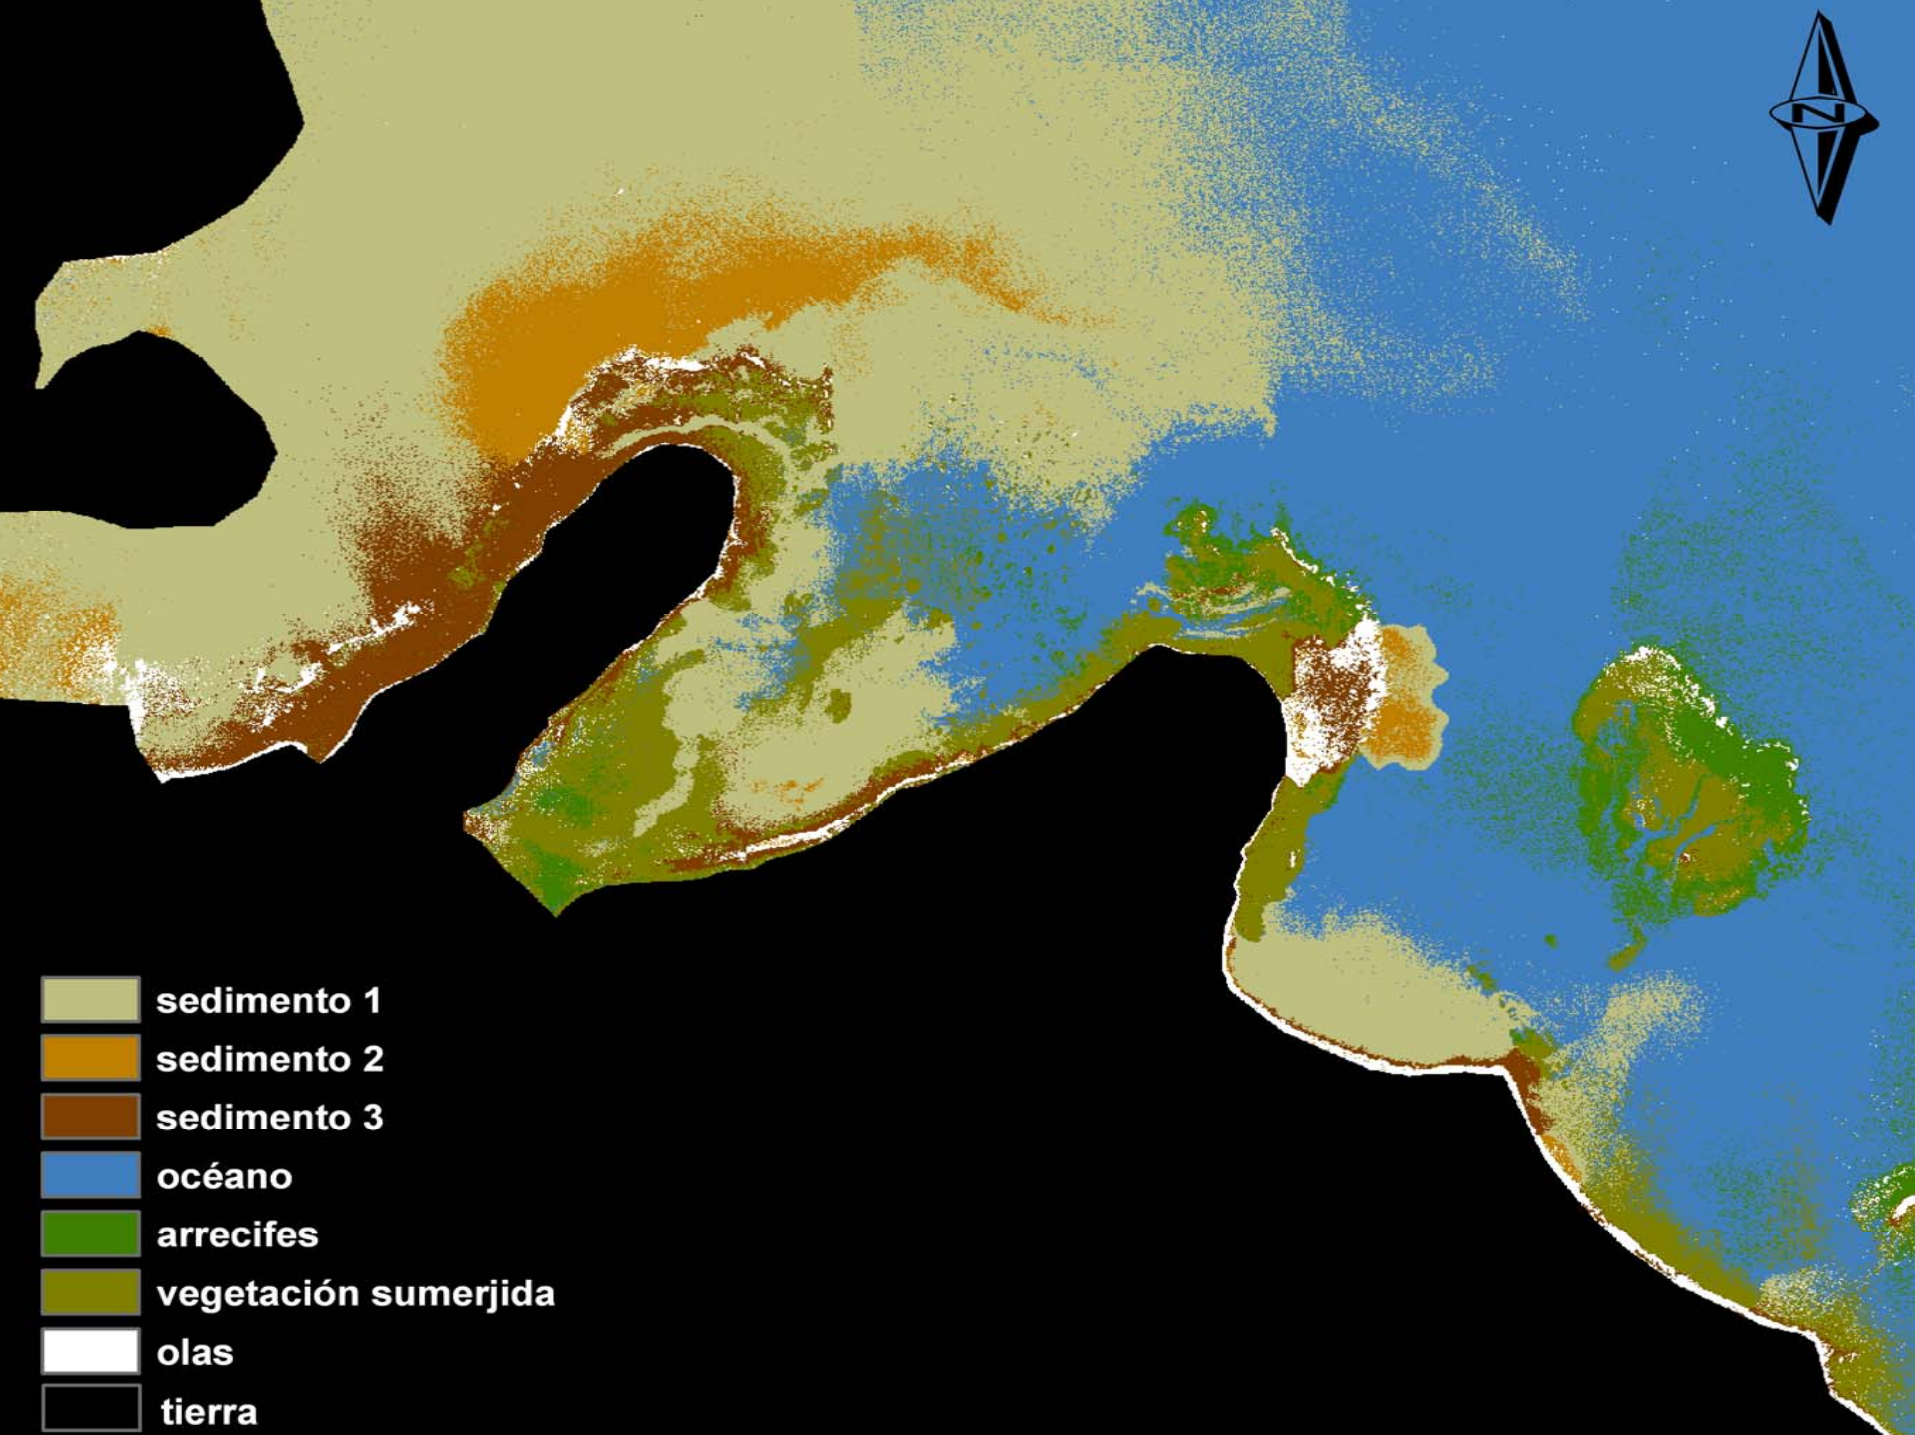 N
sedimento 1
sedimento 2
sedimento 3
océano
arrecifes
vegetación sumerjida
olas
tierra